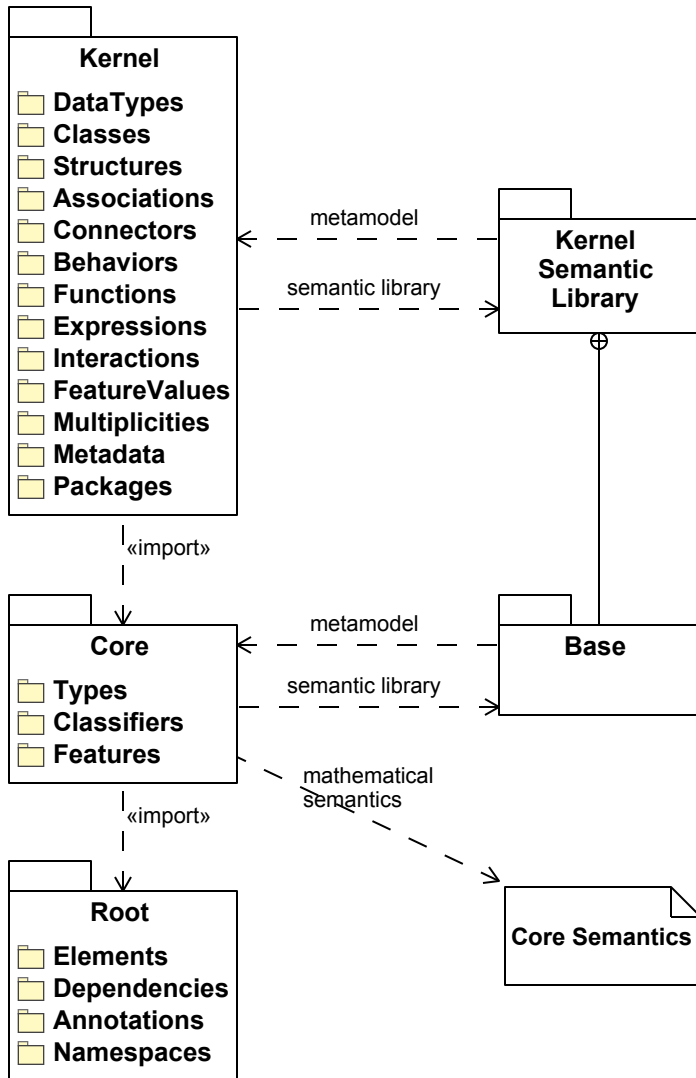 Kernel
DataTypes
Classes
Structures
Associations
Connectors
Behaviors
Functions
Expressions
Interactions
FeatureValues
Multiplicities
Metadata
Packages
metamodel
semantic library
Kernel
Semantic
Library
«import»
Core
Types
Classifiers
Features
metamodel
semantic library
Base
mathematical
semantics
«import»
Root
Elements
Dependencies
Annotations
Namespaces
Core Semantics